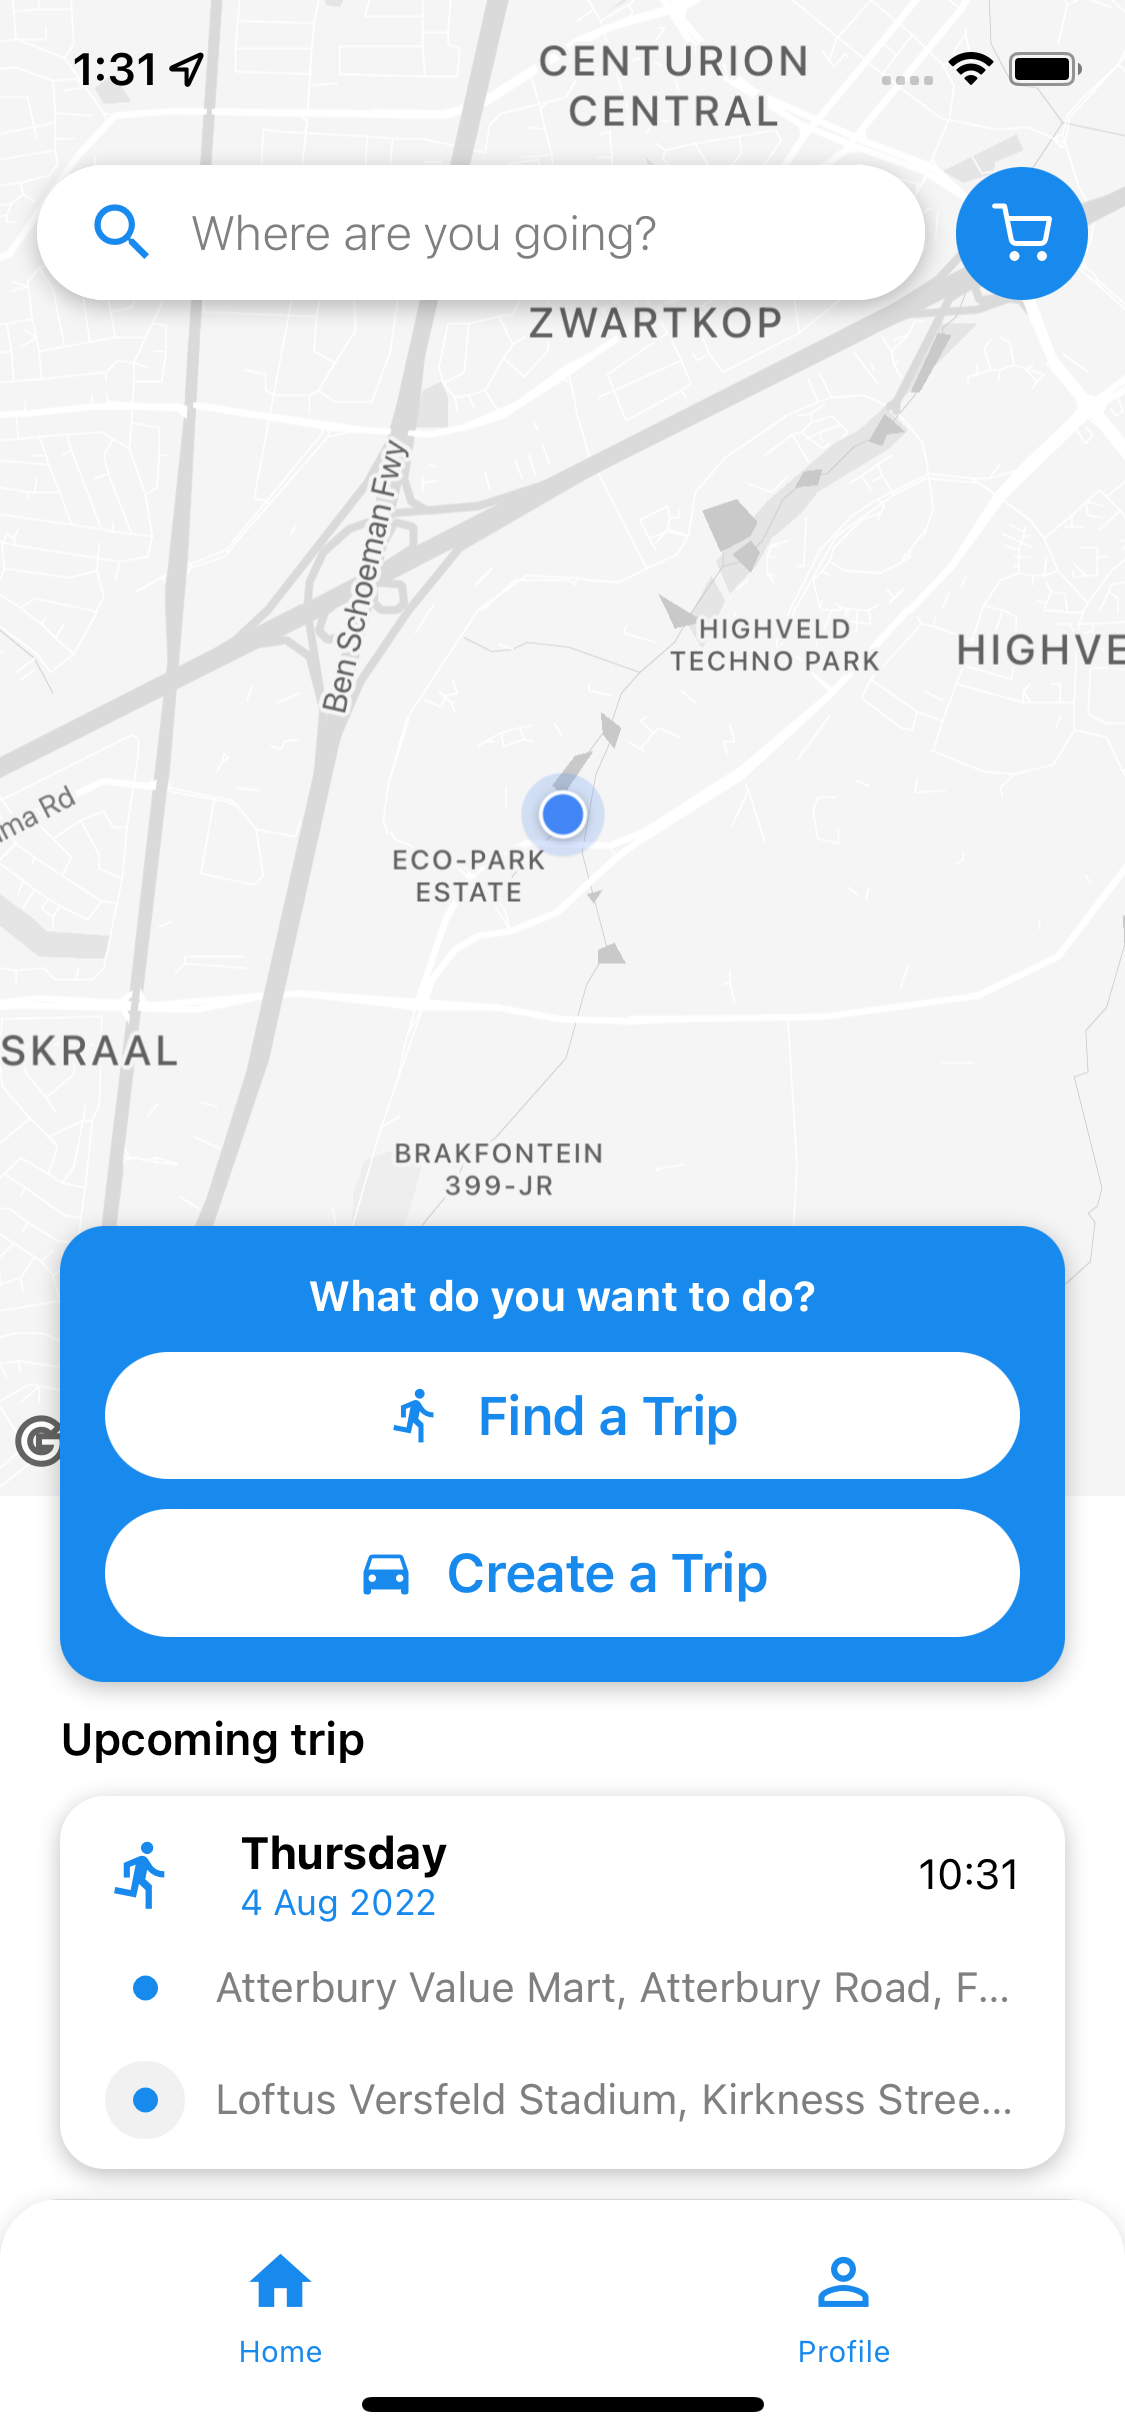 1:31
CENTURION
CENTRAL
Where are you going?
ZWARTKOP
Ben Schoeman Fwy
HIGHVELD
TECHNO PARK
HIGHVE
ma Rd
ECO-PARK
ESTATE
SKRAAL
BRAKFONTEIN
399-JR
What do you want to do?
G
Find a Trip
Create a Trip
Upcoming trip
Thursday
10:31
4 Aug 2022
Atterbury Value Mart, Atterbury Road, F...
Loftus Versfeld Stadium, Kirkness Stree...
Home
Profile